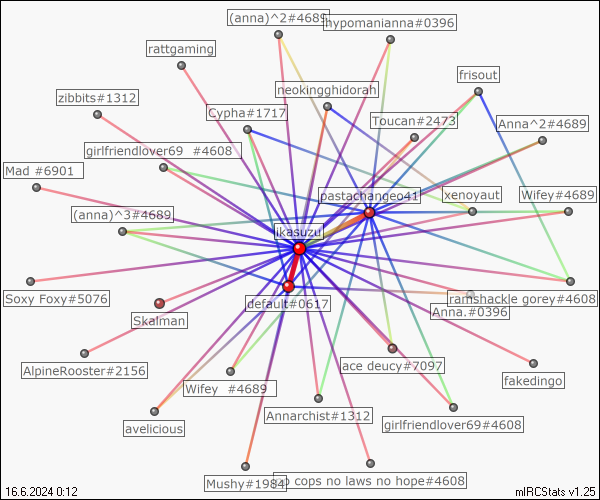 (anna)^2#4689
hypomanianna#0396
rattgaming
frisout
neokingghidorah
zibbits#1312
Cypha#1717
Toucan#2473
Anna^2#4689
girlfriendlover69 #4608
Mad #6901
pastachangeo41
xenoyaut
Wifey#4689
(anna)^3#4689
ikasuzu
Soxy Foxy#5076
default#0617
ramshackle gorey#4608
Anna.#0396
Skalman
AlpineRooster#2156
ace deucy#7097
fakedingo
Wifey #4689
Annarchist#1312
avelicious
girlfriendlover69#4608
Mushy#1984
cops no laws no hope#4608
16.6.2024 0:12
mIRCStats v1.25